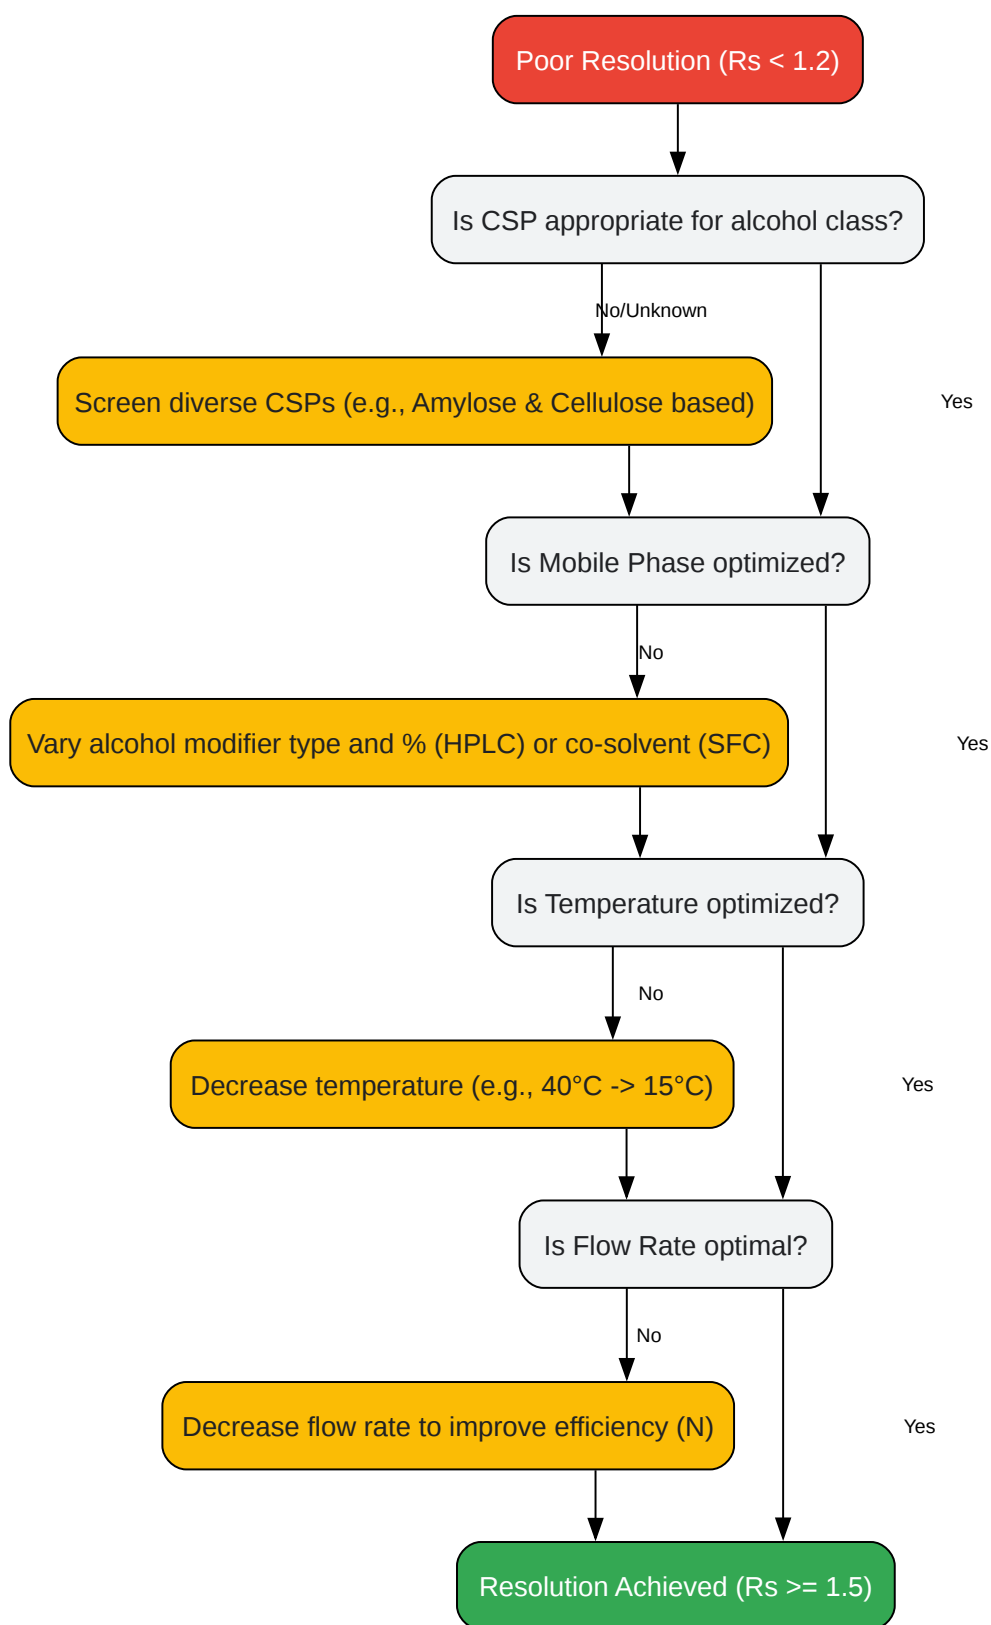 Poor Resolution (Rs < 1.2)
Is CSP appropriate for alcohol class?
No/Unknown
Screen diverse CSPs (e.g., Amylose & Cellulose based)
Yes
Is Mobile Phase optimized?
No
Vary alcohol modifier type and % (HPLC) or co-solvent (SFC)
Yes
Is Temperature optimized?
No
Decrease temperature (e.g., 40°C -> 15°C)
Yes
Is Flow Rate optimal?
No
Decrease flow rate to improve efficiency (N)
Yes
Resolution Achieved (Rs >= 1.5)